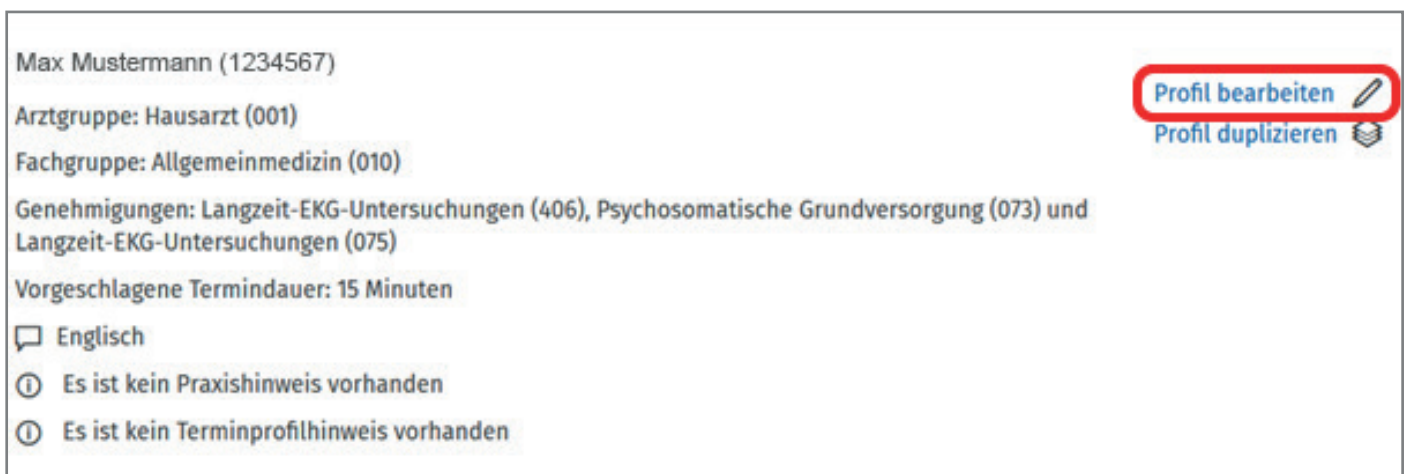 Max Mustermann (1234567)
Profil bearbeiten
Arztgruppe: Hausarzt (001)
Profil duplizieren
Fachgruppe: Allgemeinmedizin (010)
Genehmigungen: Langzeit-EKG-Untersuchungen (406), Psychosomatische Grundversorgung (073) und
Langzeit-EKG-Untersuchungen (075)
Vorgeschlagene Termindauer: 15 Minuten
Englisch
Es ist kein Praxishinweis vorhanden
Es ist kein Terminprofilhinweis vorhanden